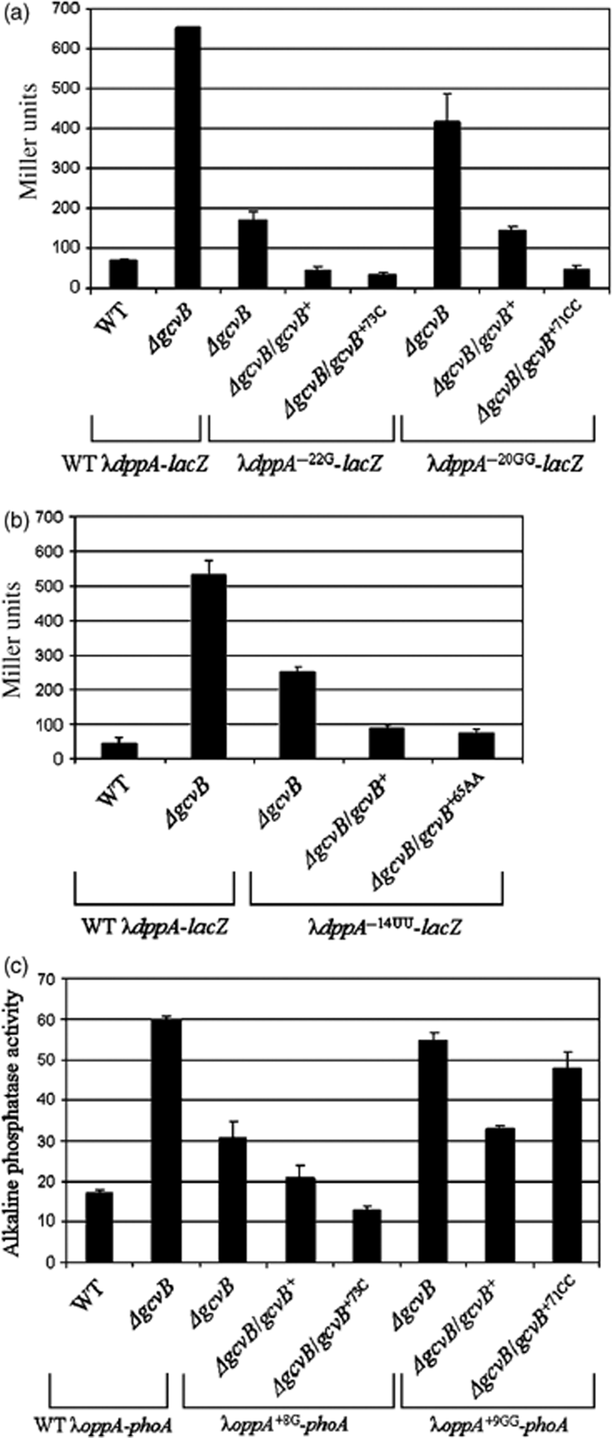 (a)
Miller units
700
600
500
400
300
200
100
0
WT
ΔgcvB
ΔgcvB
ΔgcvB/gcvB⁺
ΔgcvB/gcvB⁺⁷³ᶜ
ΔgcvB
ΔgcvB/gcvB⁺
ΔgcvB/gcvB⁺⁷¹ᶜᶜ
WT λdppA-lacZ
λdppA⁻²²ᴳ-lacZ
λdppA⁻²⁰ᴳᴳ-lacZ
(b)
Miller units
700
600
500
400
300
200
100
0
WT
ΔgcvB
ΔgcvB
ΔgcvB/gcvB⁺
ΔgcvB/gcvB⁺⁶⁵ᴬᴬ
WT λdppA-lacZ
λdppA⁻¹⁴ᵁᵁ-lacZ
(c)
Alkaline phosphatase activity
70
60
50
40
30
20
10
0
WT
ΔgcvB
ΔgcvB
ΔgcvB/gcvB⁺
ΔgcvB/gcvB⁺⁷³ᶜ
ΔgcvB
ΔgcvB/gcvB⁺
ΔgcvB/gcvB⁺⁷¹ᶜᶜ
WT λoppA-phoA
λoppA⁺⁸ᴳ-phoA
λoppA⁺⁹ᴳᴳ-phoA